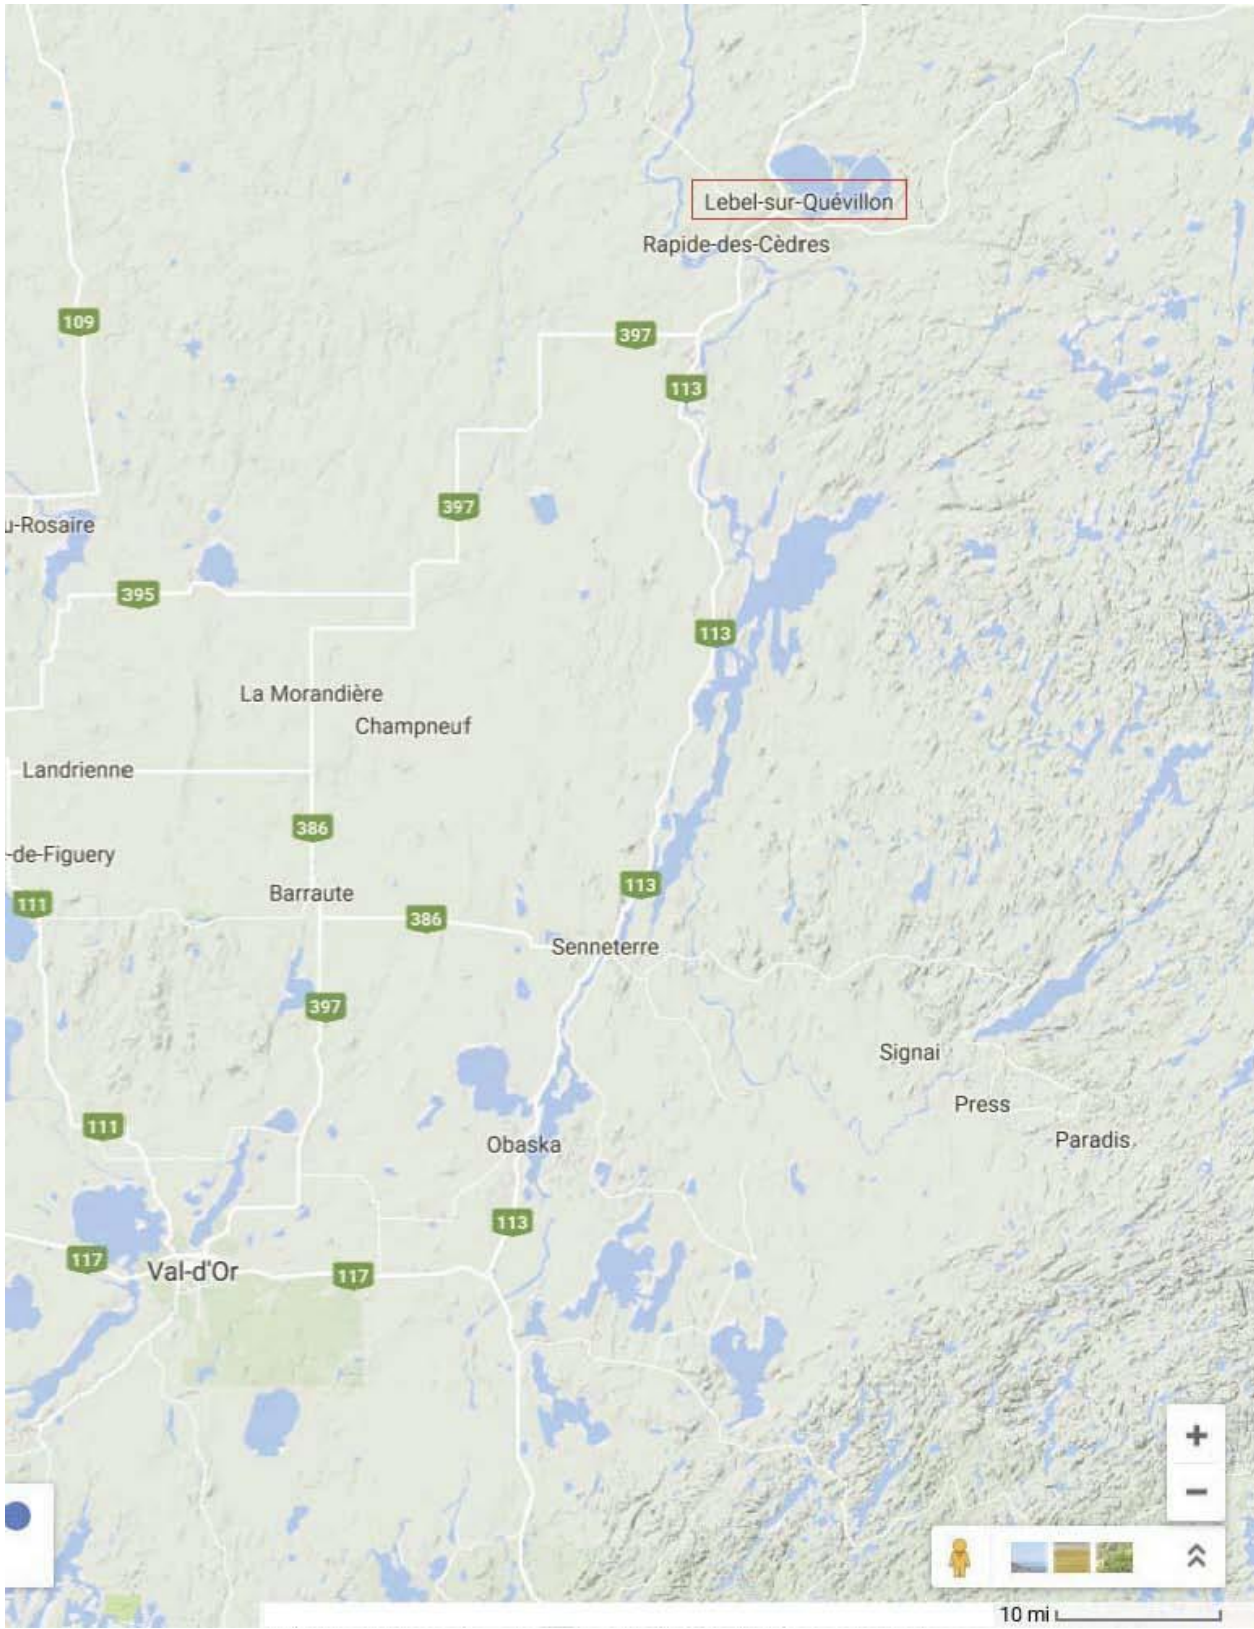 Lebel-sur-Quévillon
Rapide-des-Cèdres
109
397
113
397
u-Rosaire
395
113
La Morandière
Champneuf
Landrienne
386
-de-Figuery
113
Barraute
111
386
Senneterre
397
Signai
Press
111
Paradis
Obaska
113
117
Val-d'Or
117
+
−
10 mi